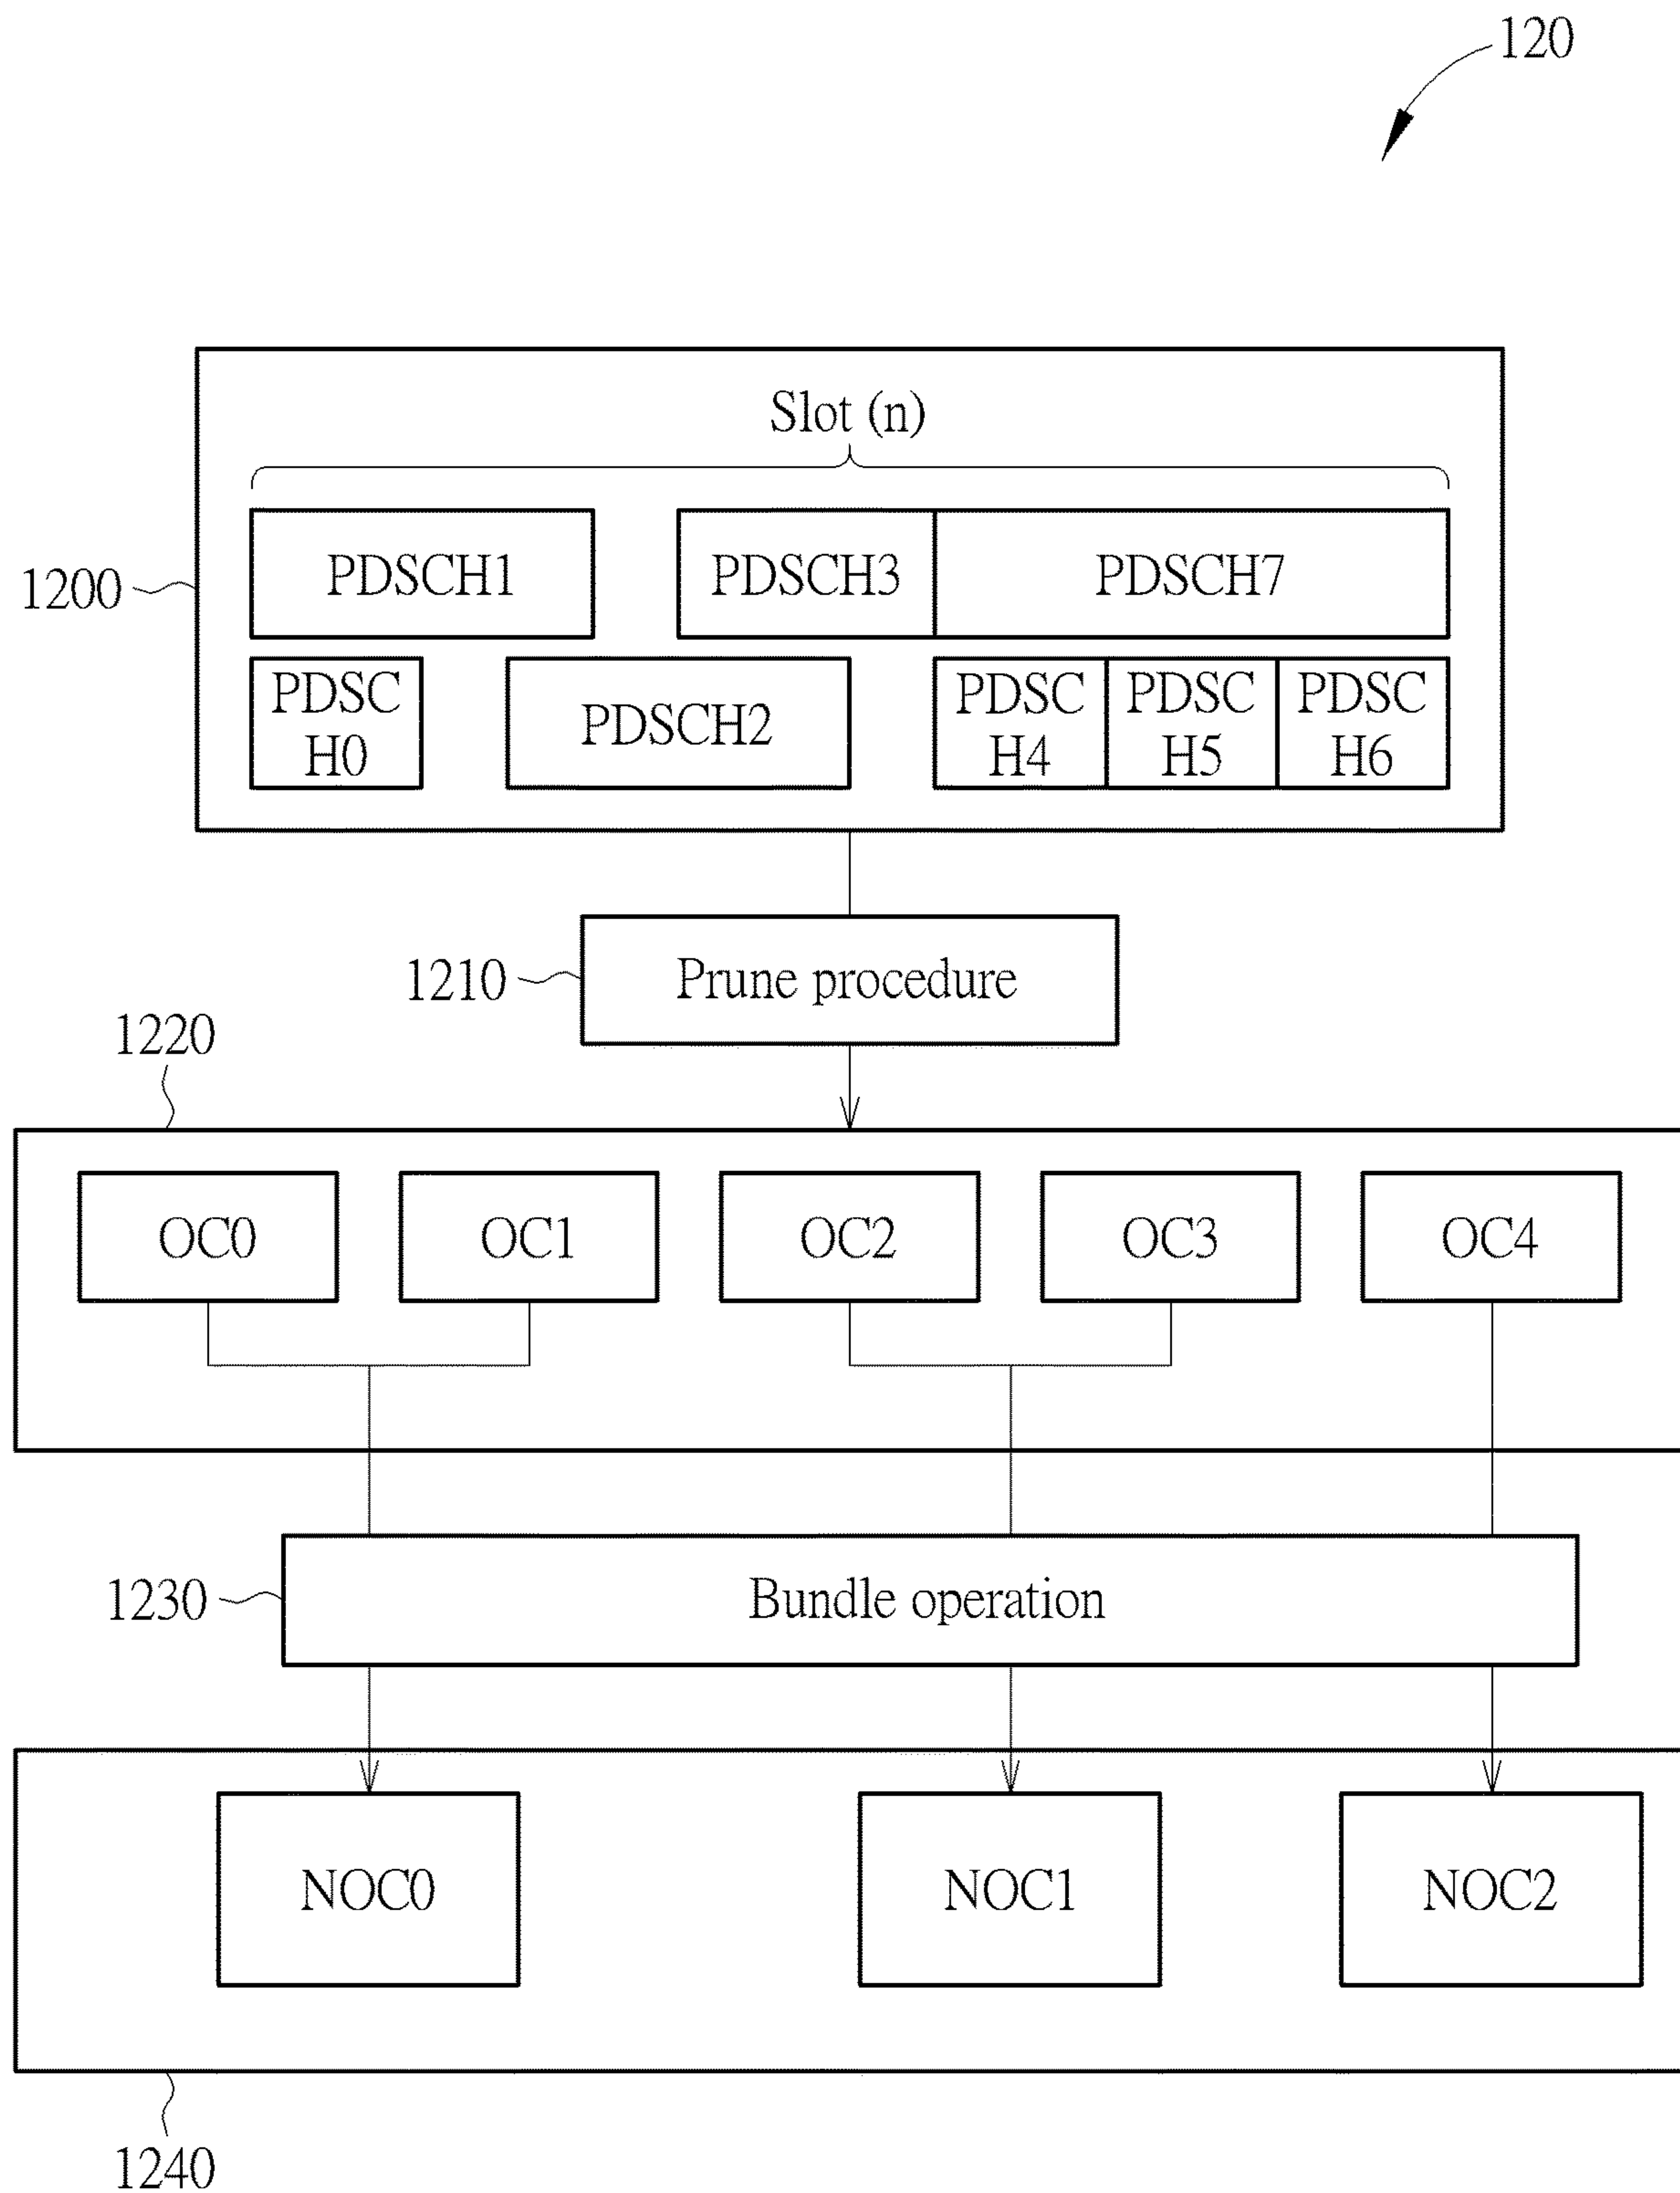 120
Slot (n)
1200
PDSCH1
PDSCH3
PDSCH7
PDSC
H0
PDSCH2
PDSC
H4
PDSC
H5
PDSC
H6
1210
Prune procedure
1220
OC0
OC1
OC2
OC3
OC4
1230
Bundle operation
NOC0
NOC1
NOC2
1240